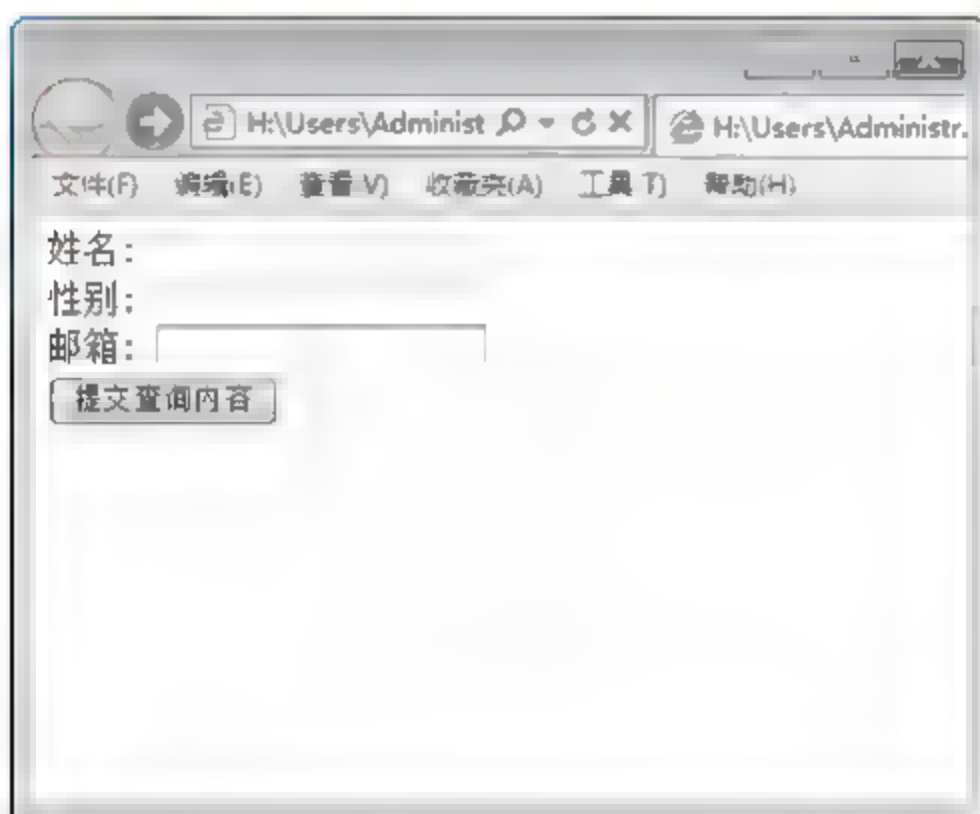 H:\Users\Administ
H:\Users\Administr.
文件(F) 编辑(E) 查看 V) 收藏夹(A) 工具 T) 帮助(H)
姓名:
性别:
邮箱:
提交查询内容